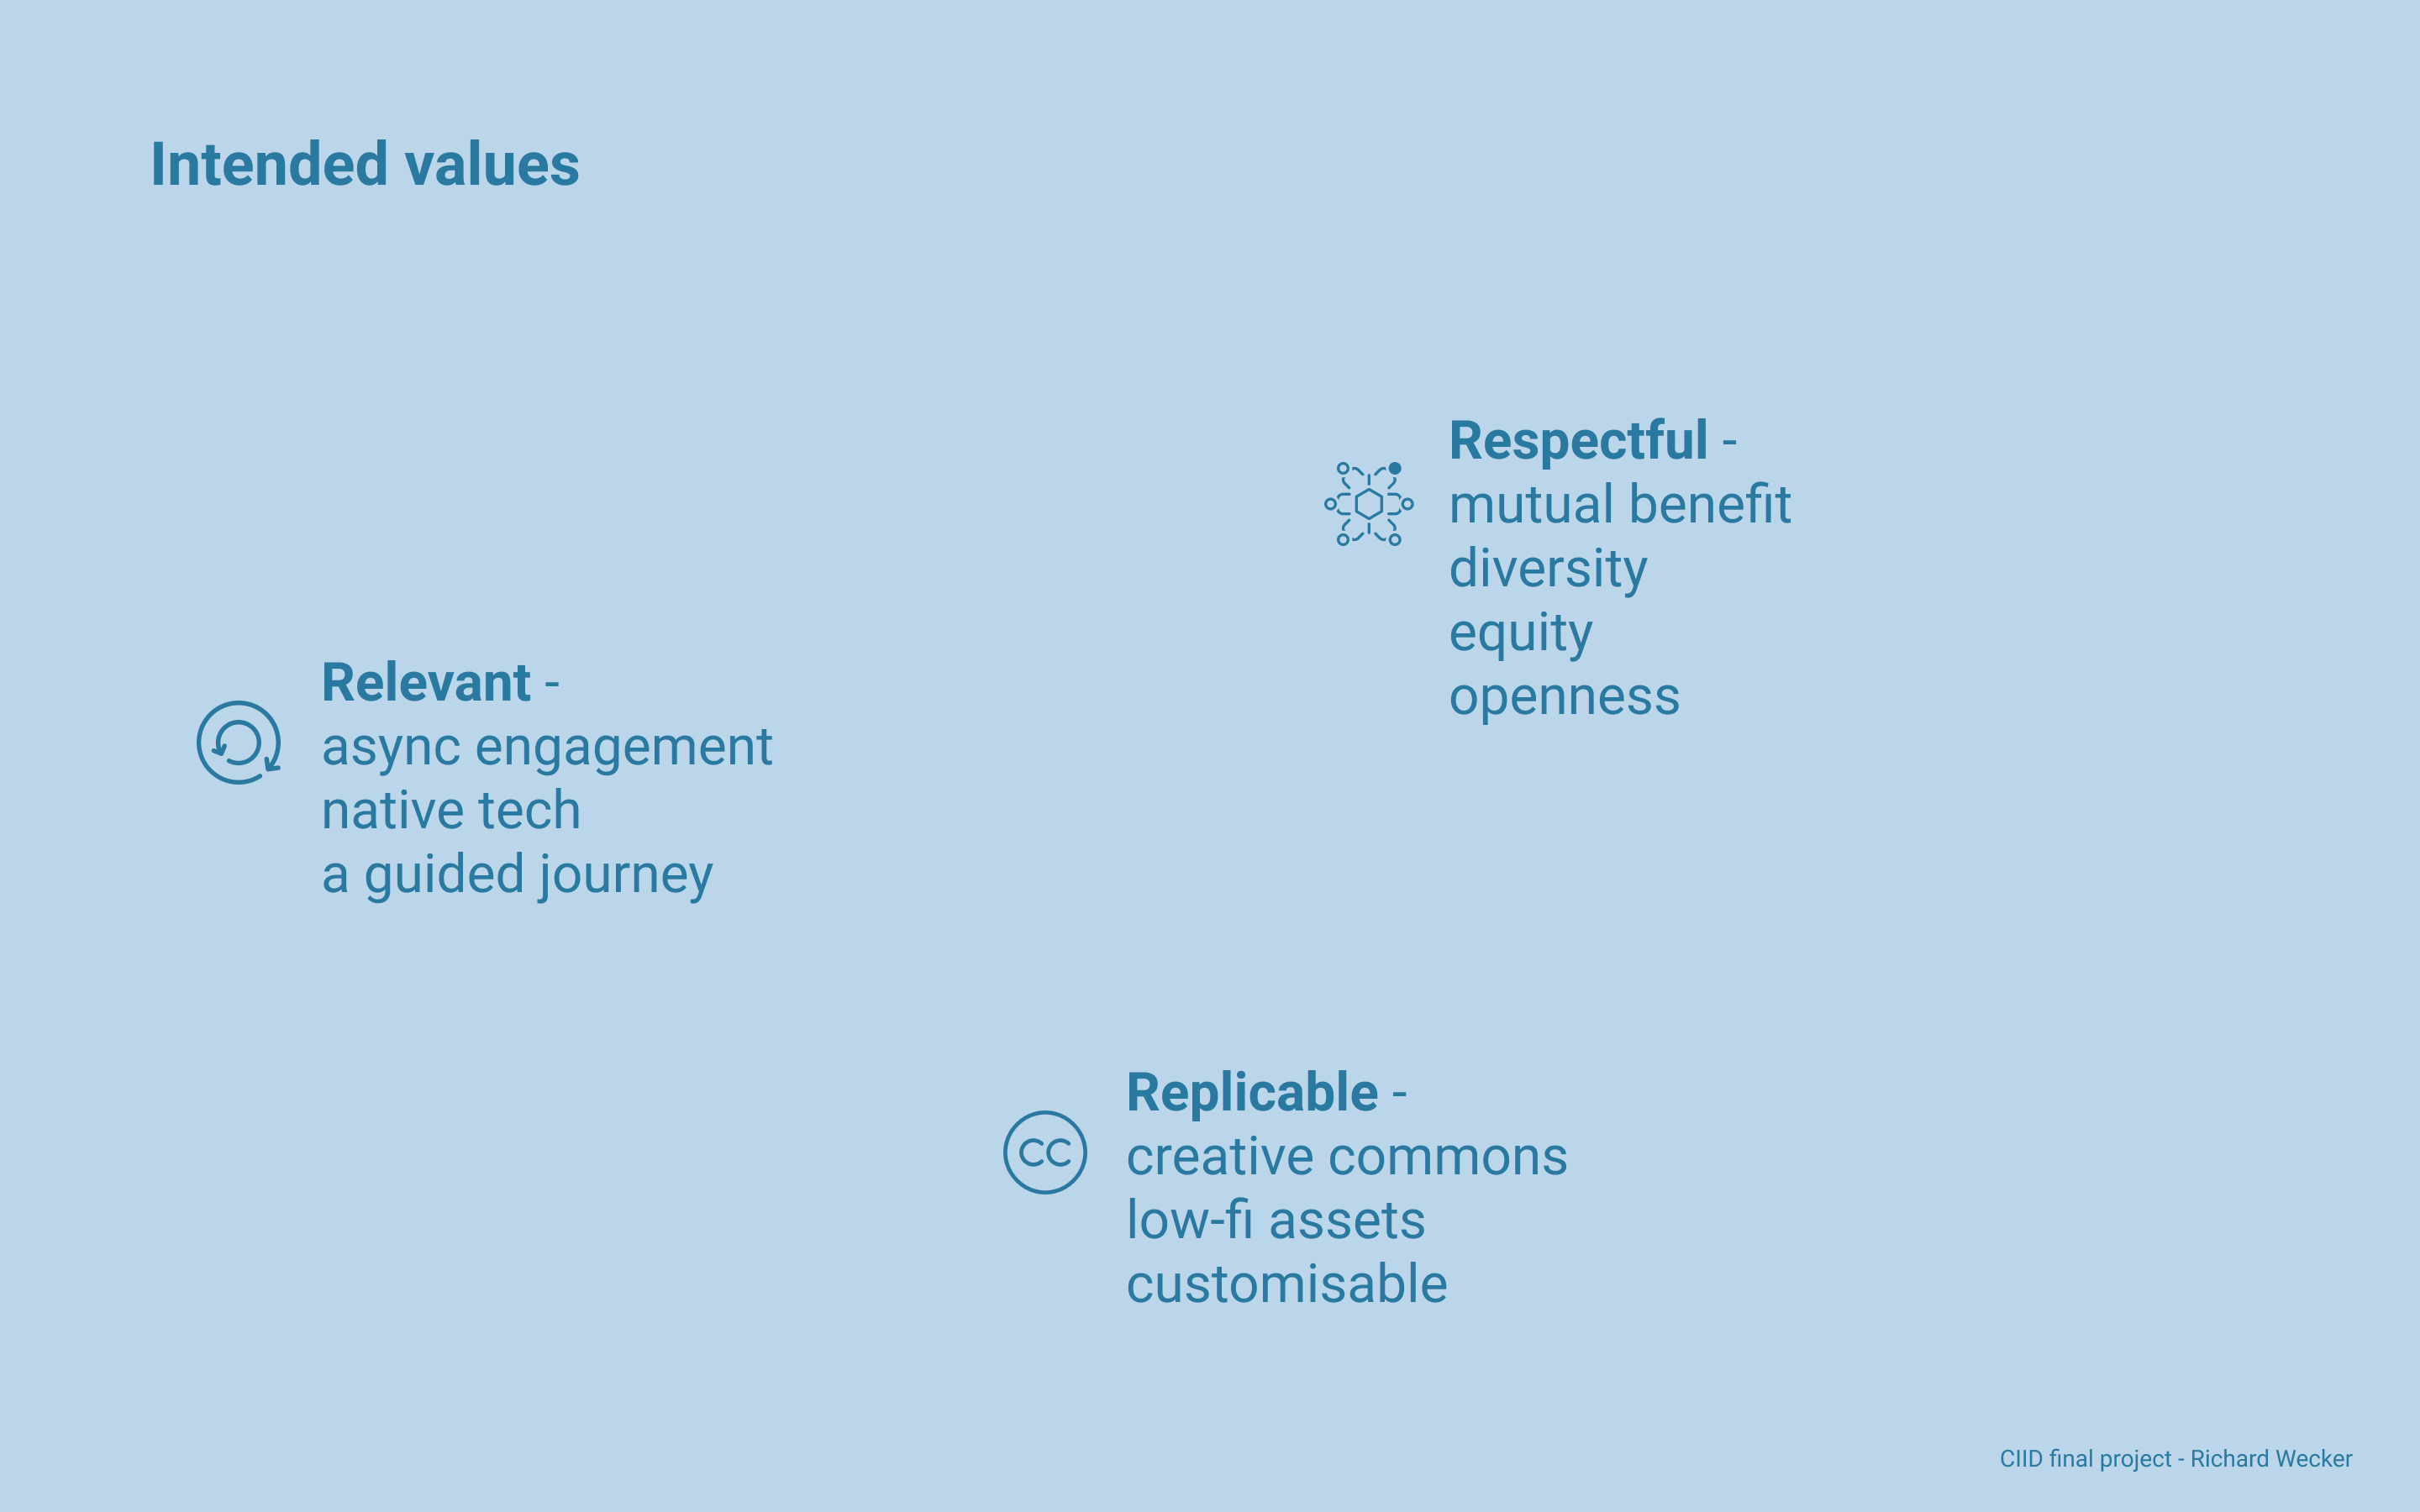 Intended values
Respectful -
mutual benefit
diversity
equity
openness
Relevant -
async engagement
native tech
a guided journey
Replicable -
creative commons
low-fi assets
customisable
CC
CIID final project - Richard Wecker